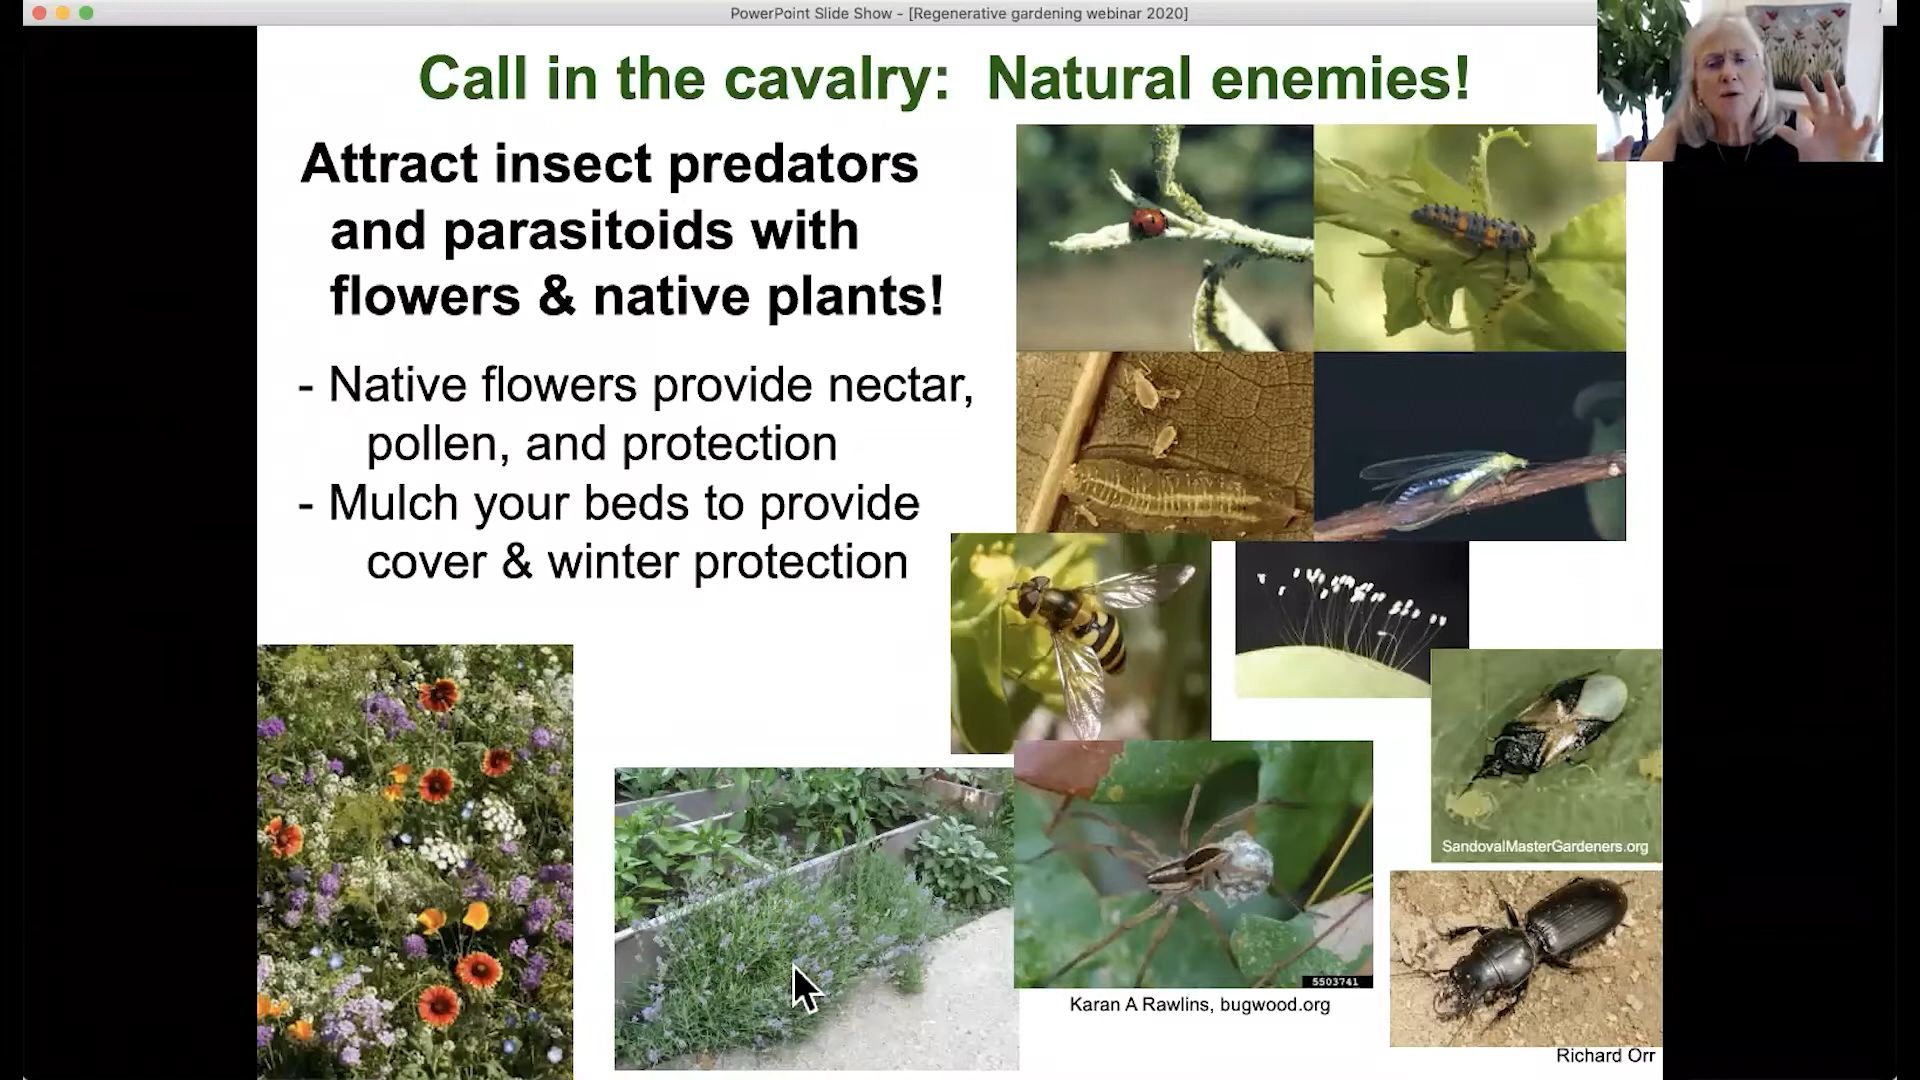 PowerPoint Slide Show - [Regenerative gardening webinar 2020]
Call in the cavalry:  Natural enemies!
Attract insect predators
and parasitoids with
flowers & native plants!
- Native flowers provide nectar,
pollen, and protection
- Mulch your beds to provide
cover & winter protection
SandovalMasterGardeners.org
5503741
Karan A Rawlins, bugwood.org
Richard Orr